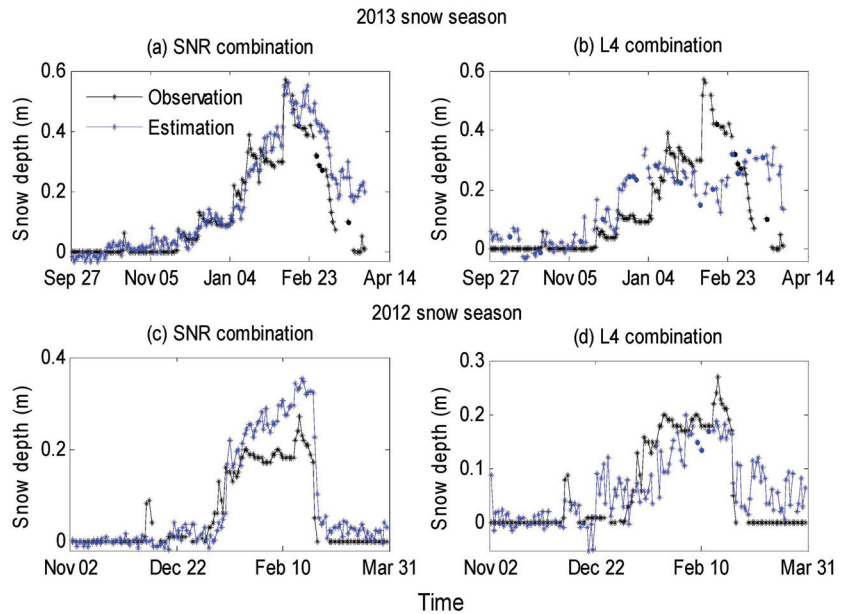 2013 snow season
(a) SNR combination
(b) L4 combination
Snow depth (m)
0.6
0.4
0.2
0
Observation
Estimation
Sep 27
Nov 05
Jan 04
Feb 23
Apr 14
Snow depth (m)
0.6
0.4
0.2
0
Sep 27
Nov 05
Jan 04
Feb 23
Apr 14
2012 snow season
(c) SNR combination
(d) L4 combination
Snow depth (m)
0.4
0.2
0
Nov 02
Dec 22
Feb 10
Mar 31
Snow depth (m)
0.3
0.2
0.1
0
Nov 02
Dec 22
Feb 10
Mar 31
Time